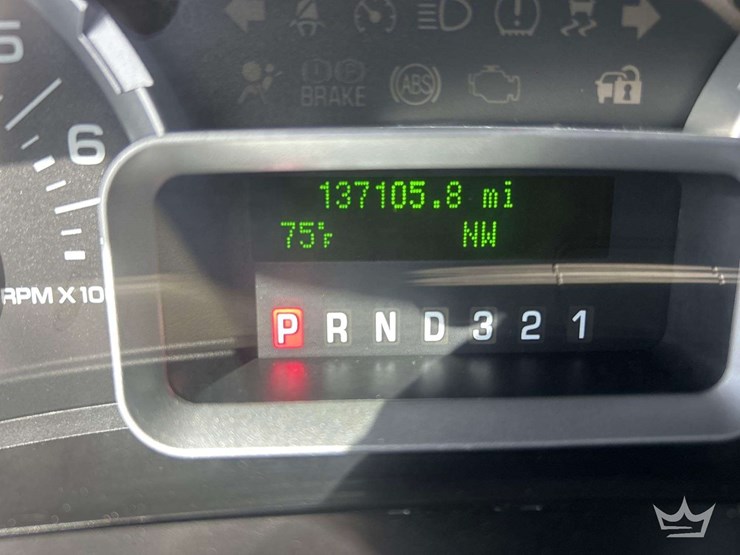 5
6
ABS
BRAKE
137105.8 mi
75°F NW
RPM X 10
P R N D 3 2 1